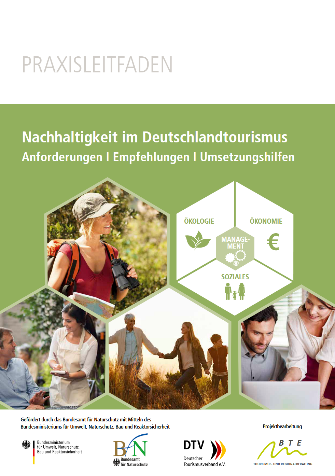 PRAXISLEITFADEN
Nachhaltigkeit im Deutschlandtourismus
Anforderungen I Empfehlungen I Umsetzungshilfen
ÖKOLOGIE
ÖKONOMIE
MANAGE-
MENT
€
SOZIALES
Gefördert durch das Bundesamt für Naturschutz mit Mitteln des
Bundesministeriums für Umwelt, Naturschutz, Bau und Reaktorsicherheit
Projektbearbeitung
Bundesministerium
für Umwelt, Naturschutz,
Bau und Reaktorsicherheit
BfN
Bundesamt
für Naturschutz
DTV
Deutscher
Tourismusverband e.V.
BTE